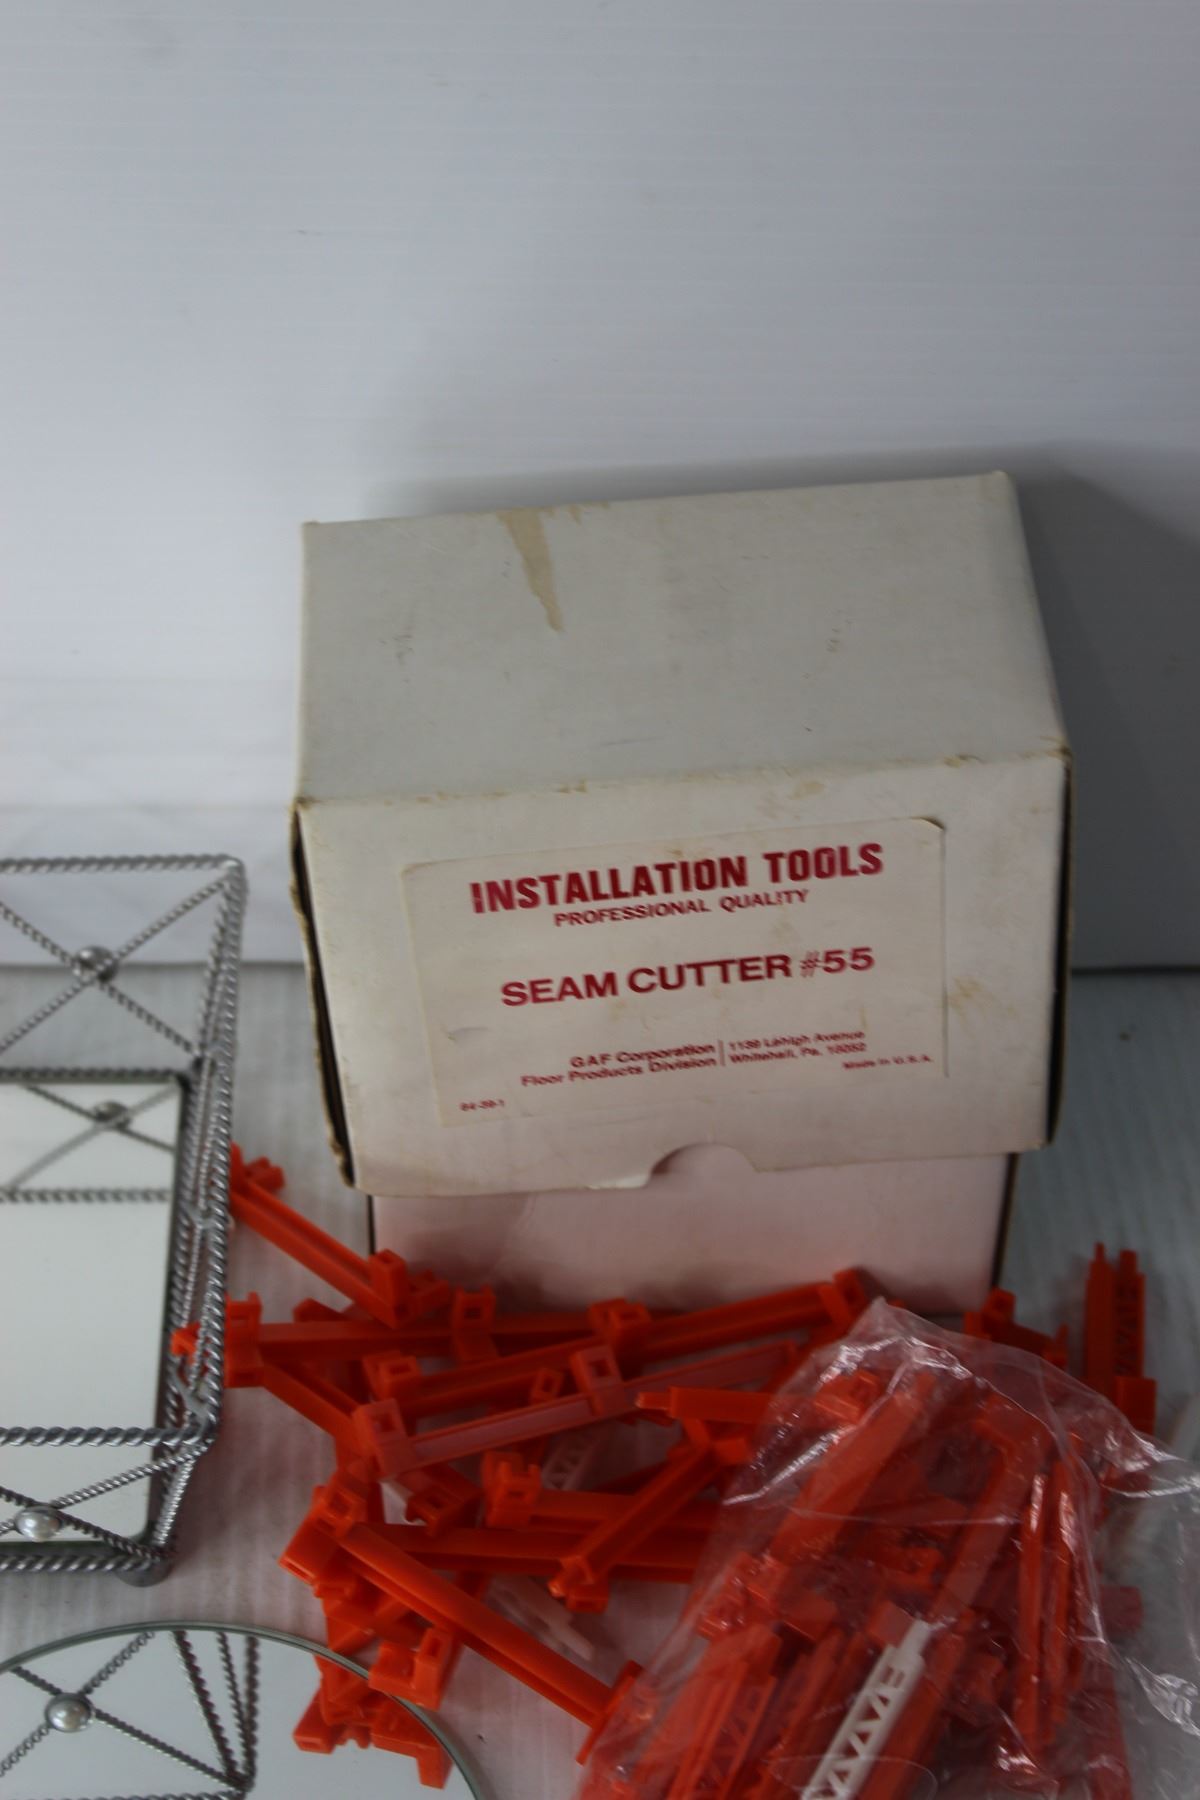 INSTALLATION TOOLS
PROFESSIONAL QUALITY
SEAM CUTTER #55
GAF Corporation
Floor Products Division
1139 Lehigh Avenue
Whitehall, Pa. 18052
Made in U.S.A.